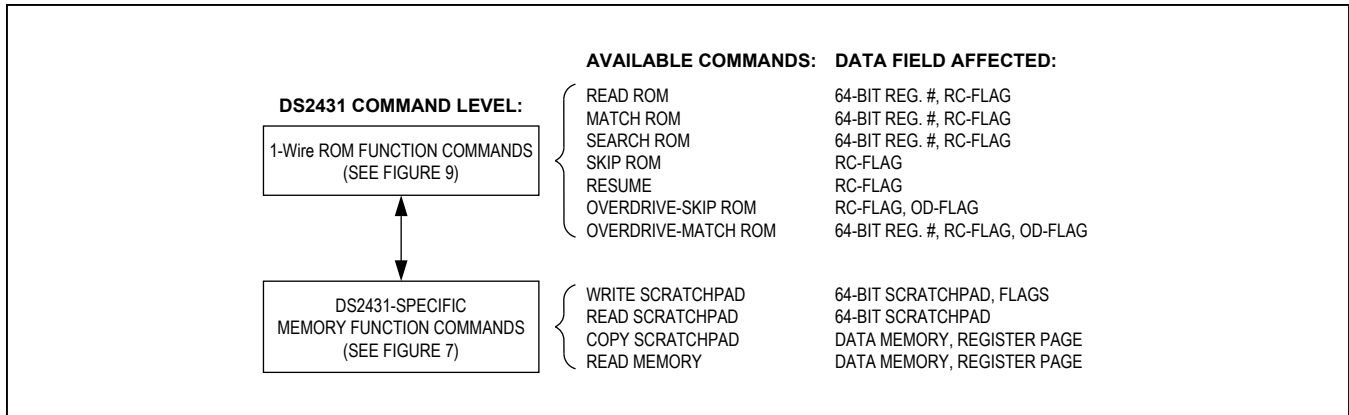 AVAILABLE COMMANDS: DATA FIELD AFFECTED:
DS2431 COMMAND LEVEL:
1-Wire ROM FUNCTION COMMANDS
(SEE FIGURE 9)
READ ROM 64-BIT REG. #, RC-FLAG
MATCH ROM 64-BIT REG. #, RC-FLAG
SEARCH ROM 64-BIT REG. #, RC-FLAG
SKIP ROM RC-FLAG
RESUME RC-FLAG
OVERDRIVE-SKIP ROM RC-FLAG, OD-FLAG
OVERDRIVE-MATCH ROM 64-BIT REG. #, RC-FLAG, OD-FLAG
DS2431-SPECIFIC
MEMORY FUNCTION COMMANDS
(SEE FIGURE 7)
WRITE SCRATCHPAD 64-BIT SCRATCHPAD, FLAGS
READ SCRATCHPAD 64-BIT SCRATCHPAD
COPY SCRATCHPAD DATA MEMORY, REGISTER PAGE
READ MEMORY DATA MEMORY, REGISTER PAGE